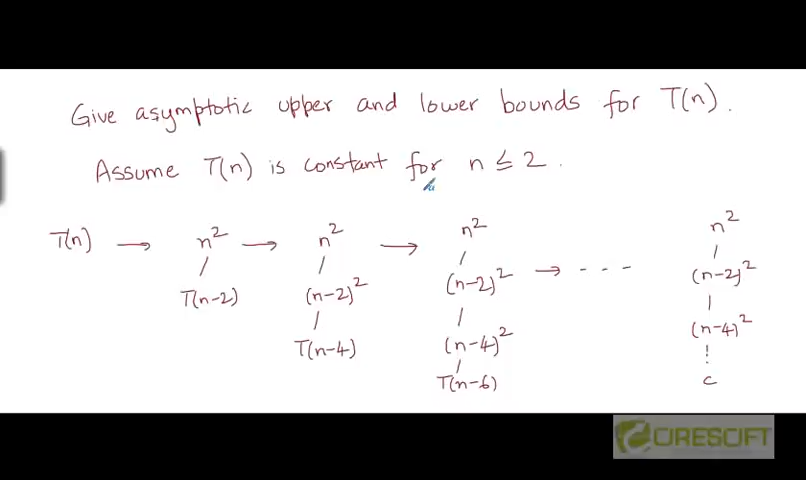 Give asymptotic upper and lower bounds for T(n).
Assume T(n) is constant for n ≤ 2.
T(n) → n² → n² → n² → - - - n²
T(n-2) (n-2)² (n-2)² (n-2)²
T(n-4) (n-4)² (n-4)²
T(n-6) c
CIRESOFT